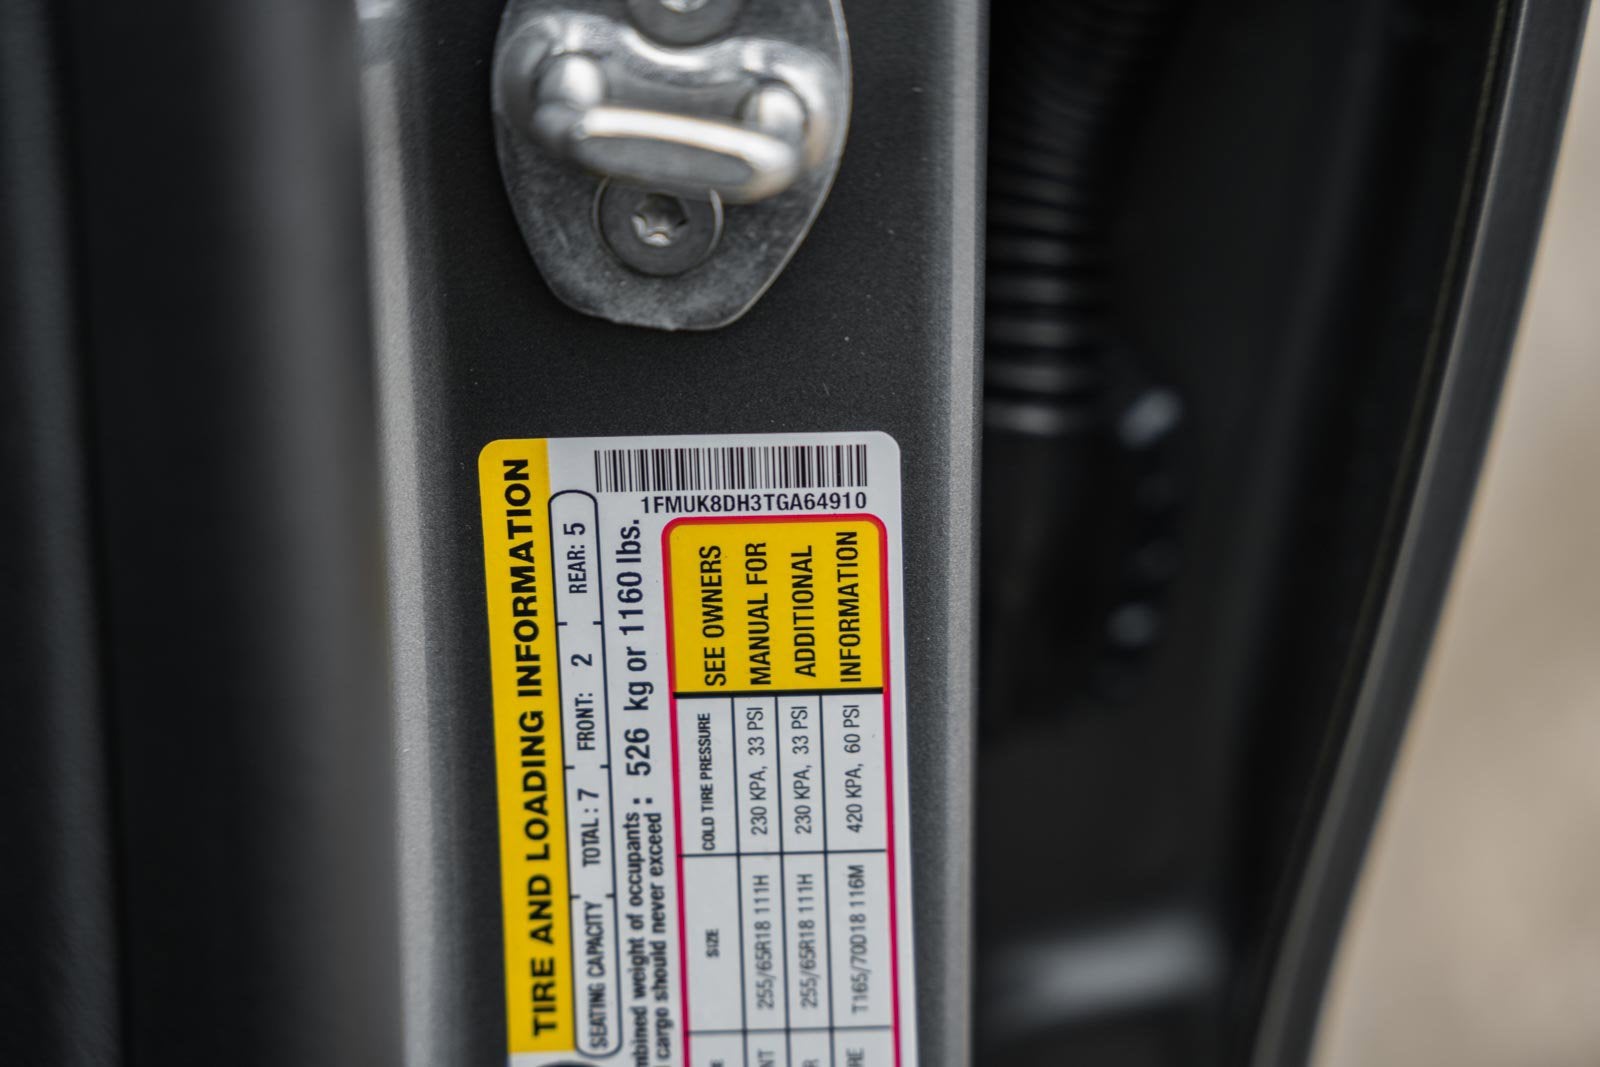 1FMUK8DH3TGA64910
TIRE AND LOADING INFORMATION
SEATING CAPACITY TOTAL : 7 FRONT: 2 REAR: 5
of occupants : 526 kg or 1160 lbs.
cargo should never exceed
SIZE COLD TIRE PRESSURE
255/65R18 111H 230 KPA, 33 PSI
255/65R18 111H 230 KPA, 33 PSI
T165/70D18 116M 420 KPA, 60 PSI
SEE OWNERS
MANUAL FOR
ADDITIONAL
INFORMATION